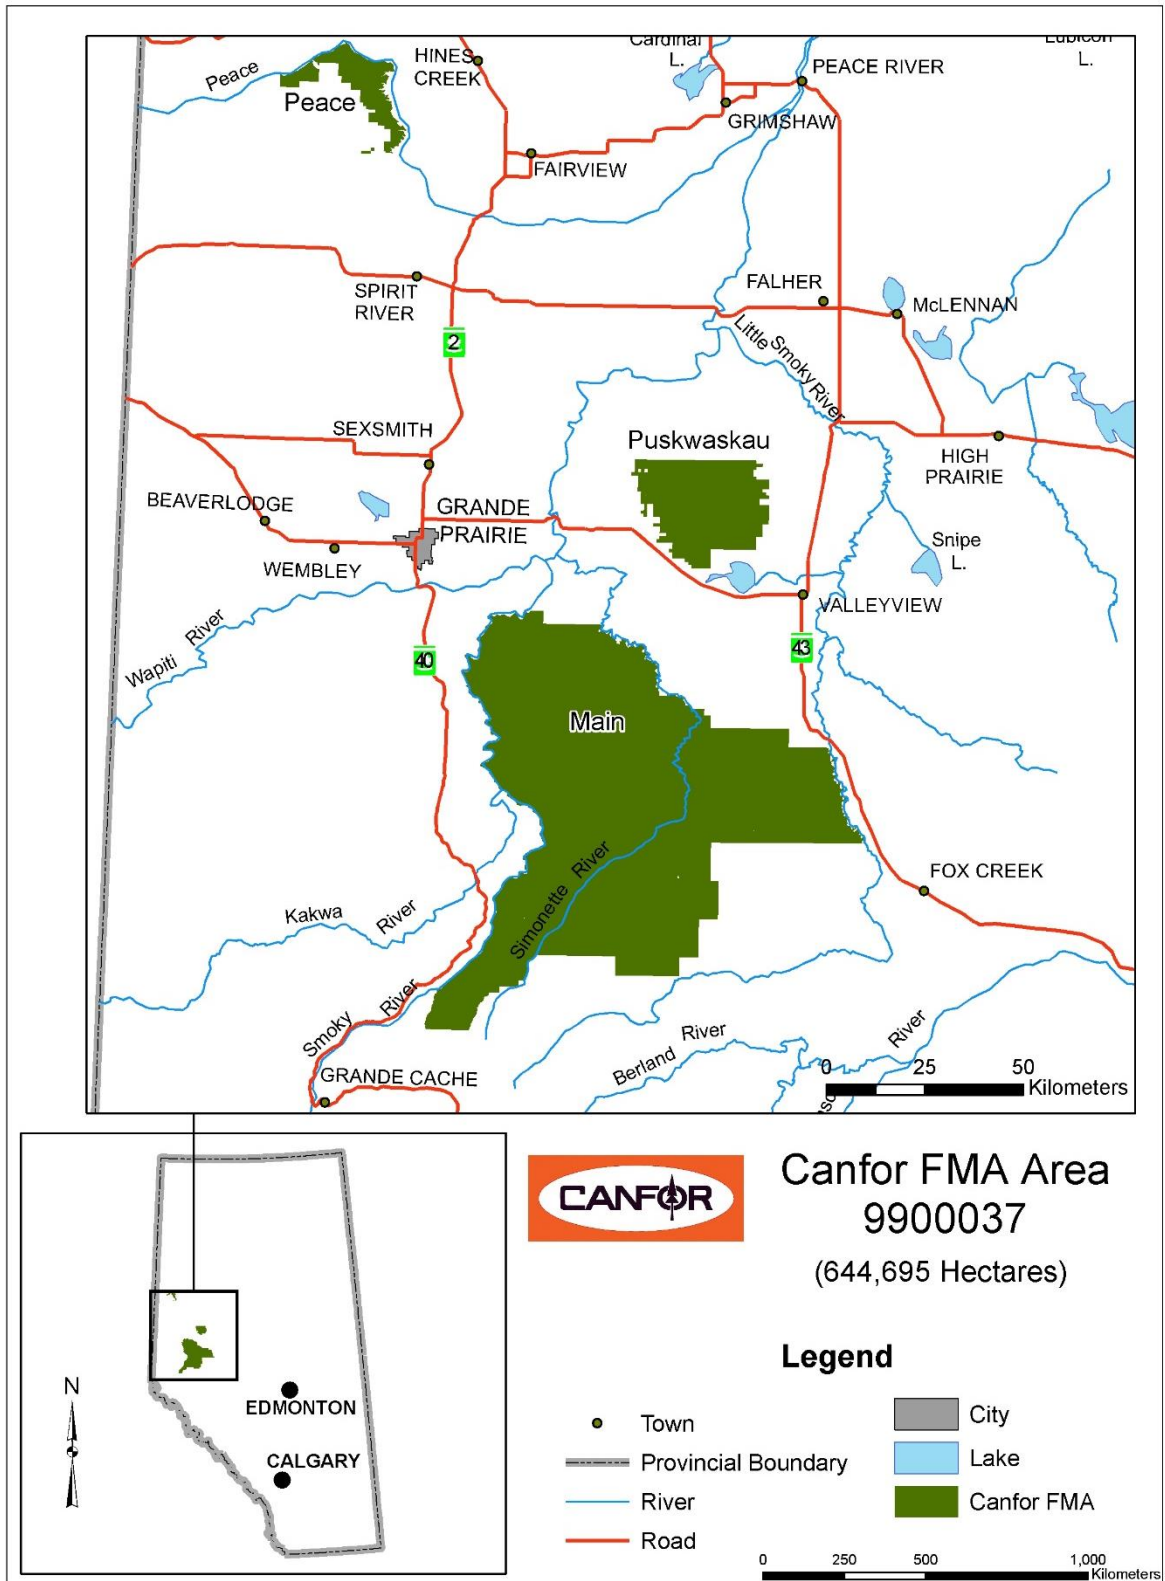 Cardinal
L.
Lubicon
L.
HINES
CREEK
Peace
PEACE RIVER
Peace
GRIMSHAW
FAIRVIEW
SPIRIT
RIVER
FALHER
McLENNAN
Little
Smoky
River
2
SEXSMITH
Puskwaskau
HIGH
PRAIRIE
BEAVERLODGE
GRANDE
PRAIRIE
WEMBLEY
Snipe
L.
VALLEYVIEW
Wapiti
River
40
43
Main
FOX CREEK
Simonette River
Kakwa
River
Smoky
River
Berland
River
River
GRANDE CACHE
0 25 50
Kilometers
CANFOR
Canfor FMA Area
9900037
(644,695 Hectares)
N
EDMONTON
CALGARY
Legend
Town
Provincial Boundary
River
Road
City
Lake
Canfor FMA
0 250 500 1,000
Kilometers